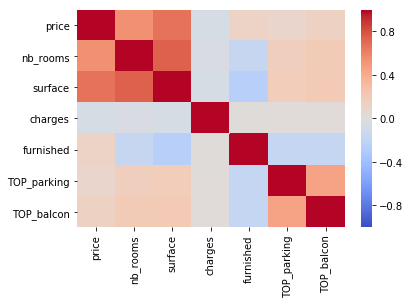 price
nb_rooms
surface
charges
furnished
TOP_parking
TOP_balcon
price
nb_rooms
surface
charges
furnished
TOP_parking
TOP_balcon
0.8
0.4
0.0
−0.4
−0.8